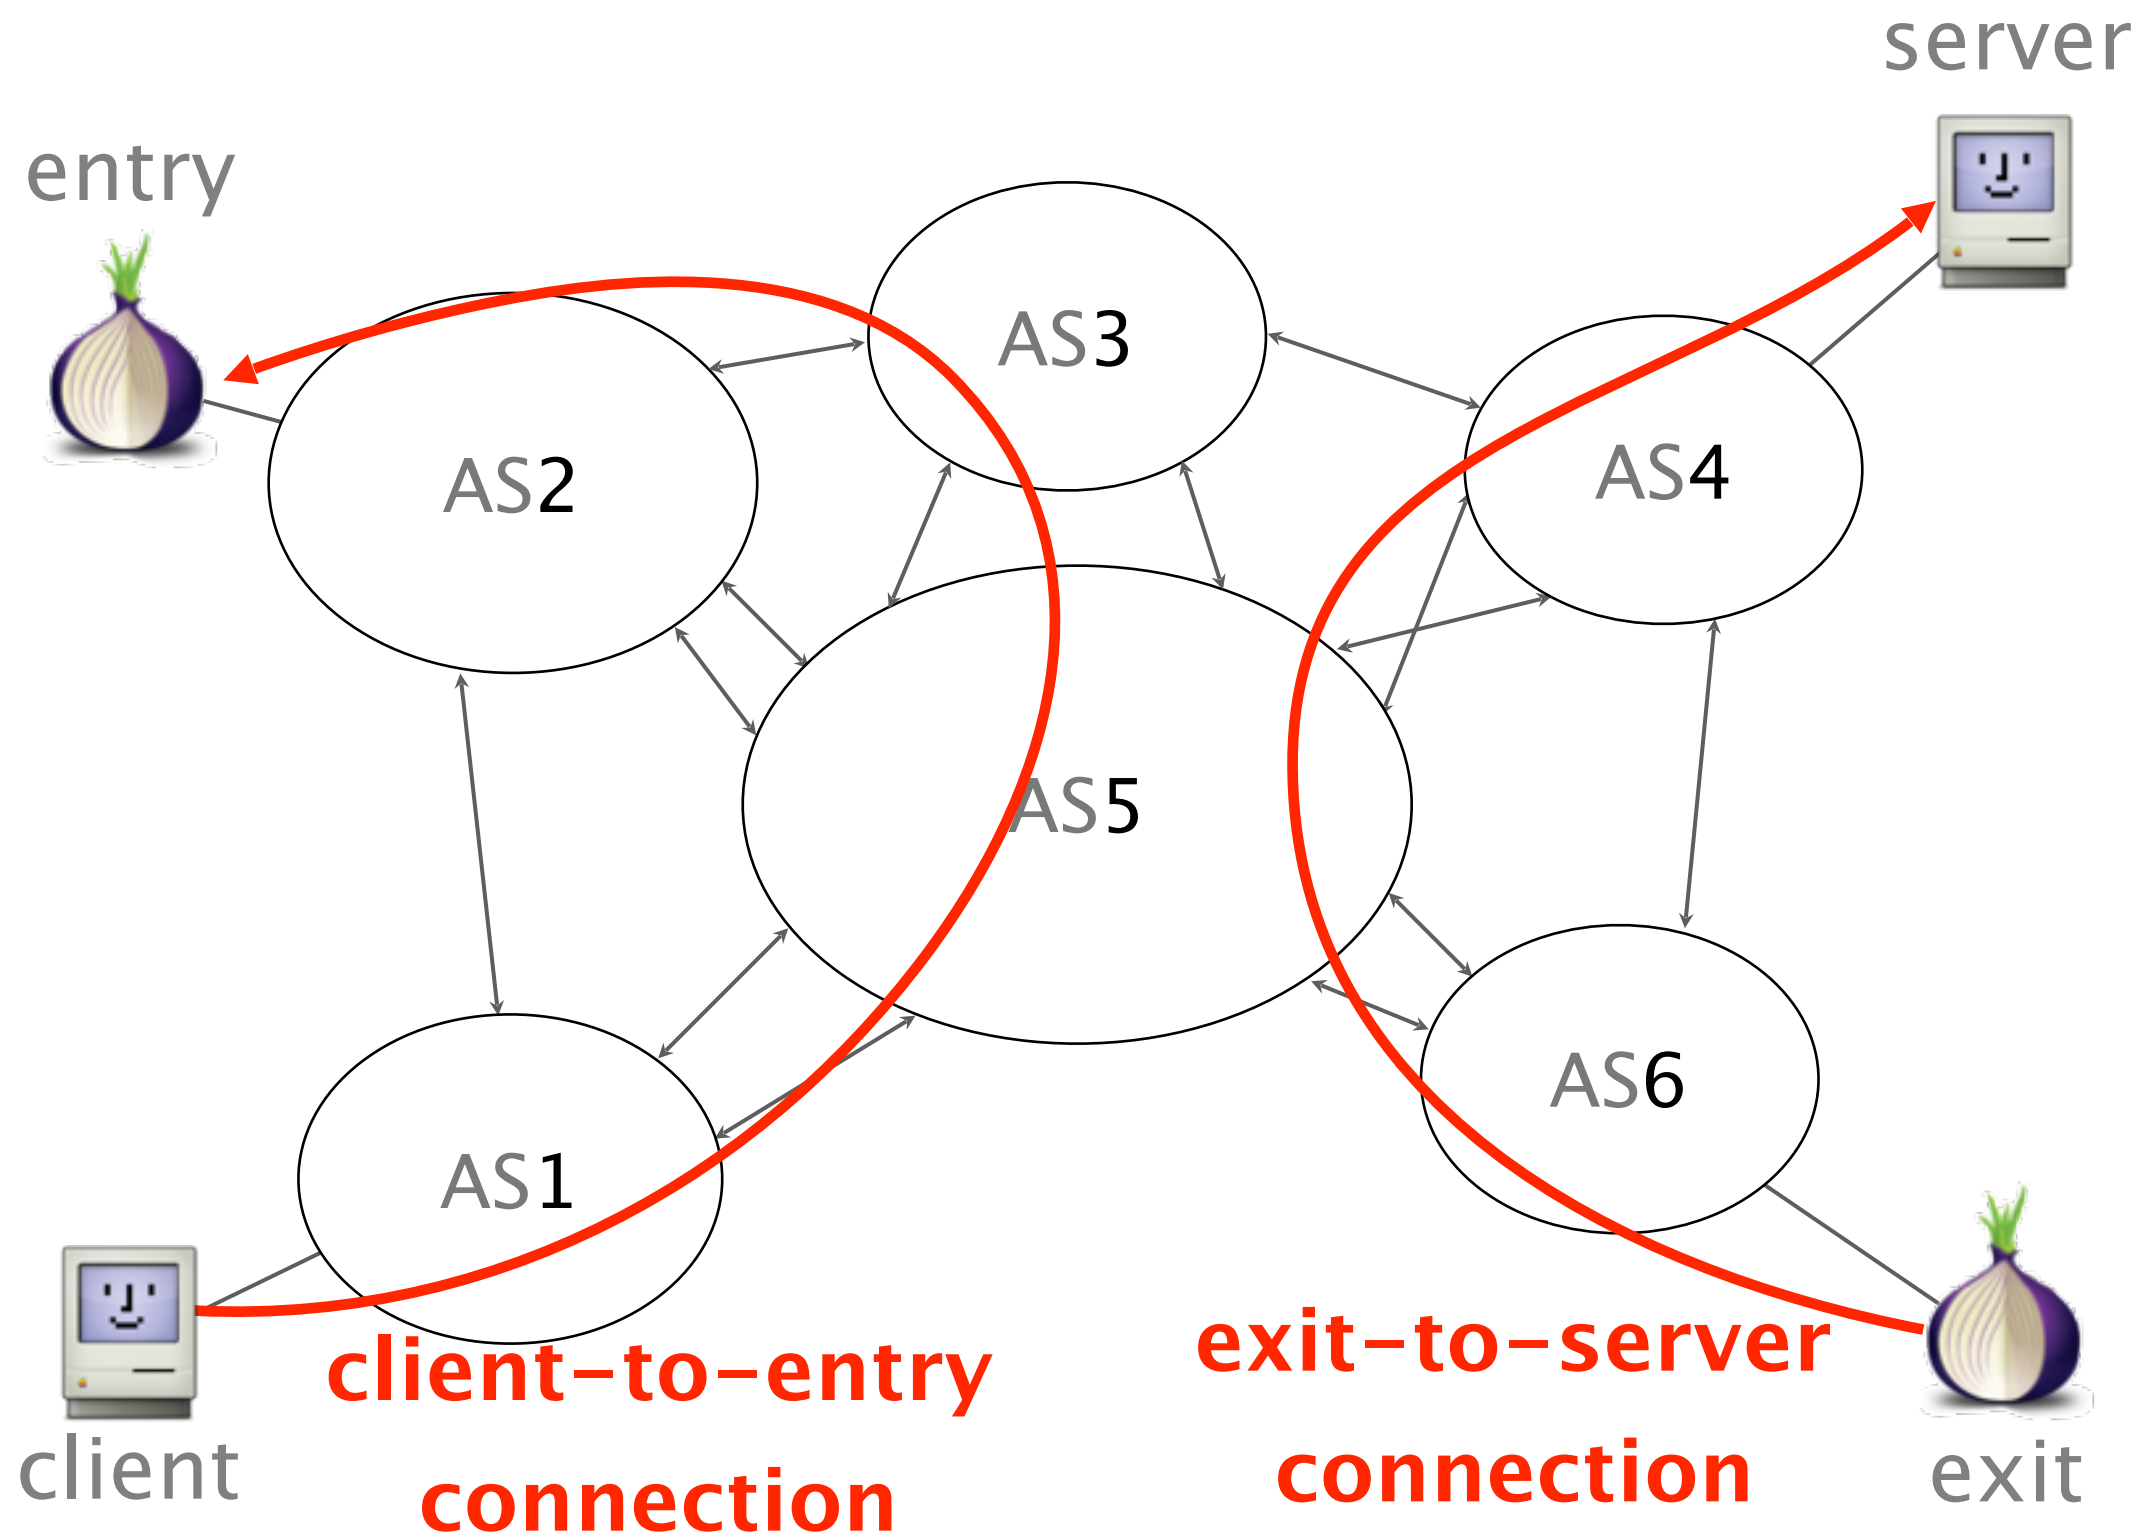 server
entry
AS3
AS4
AS2
AS5
AS6
AS1
client-to-entry
connection
exit-to-server
connection
client
exit